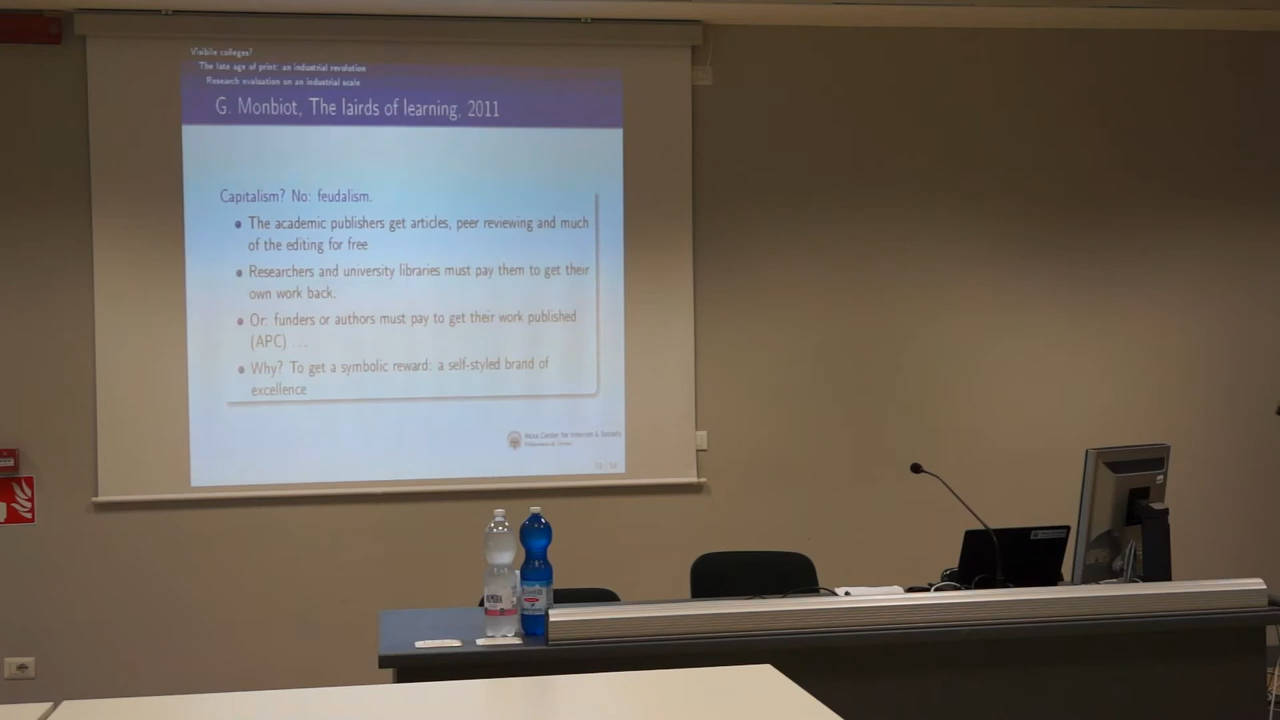 Visibile colleges?
The late age of print: an industrial revolution
Research evaluation on an industrial scale
G. Monbiot, The lairds of learning, 2011
Capitalism? No: feudalism.
• The academic publishers get articles, peer reviewing and much
of the editing for free
• Researchers and university libraries must pay them to get their
own work back.
• Or: funders or authors must pay to get their work published
(APC) …
• Why? To get a symbolic reward: a self-styled brand of
excellence
Nexa Center for Internet & Society